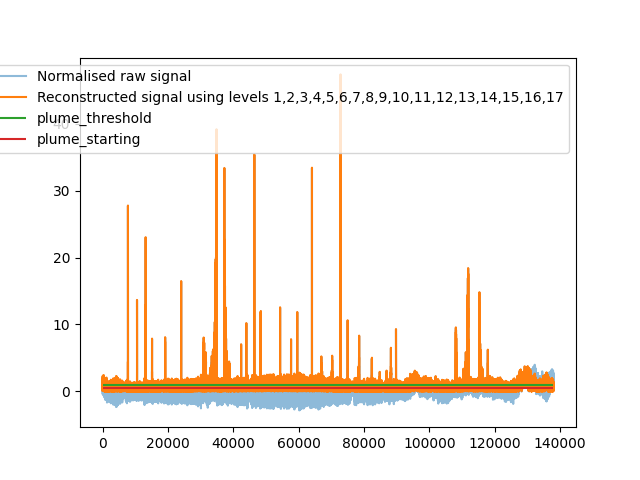 Normalised raw signal
Reconstructed signal using levels 1,2,3,4,5,6,7,8,9,10,11,12,13,14,15,16,17
plume_threshold
plume_starting
40
30
20
10
0
0 20000 40000 60000 80000 100000 120000 140000